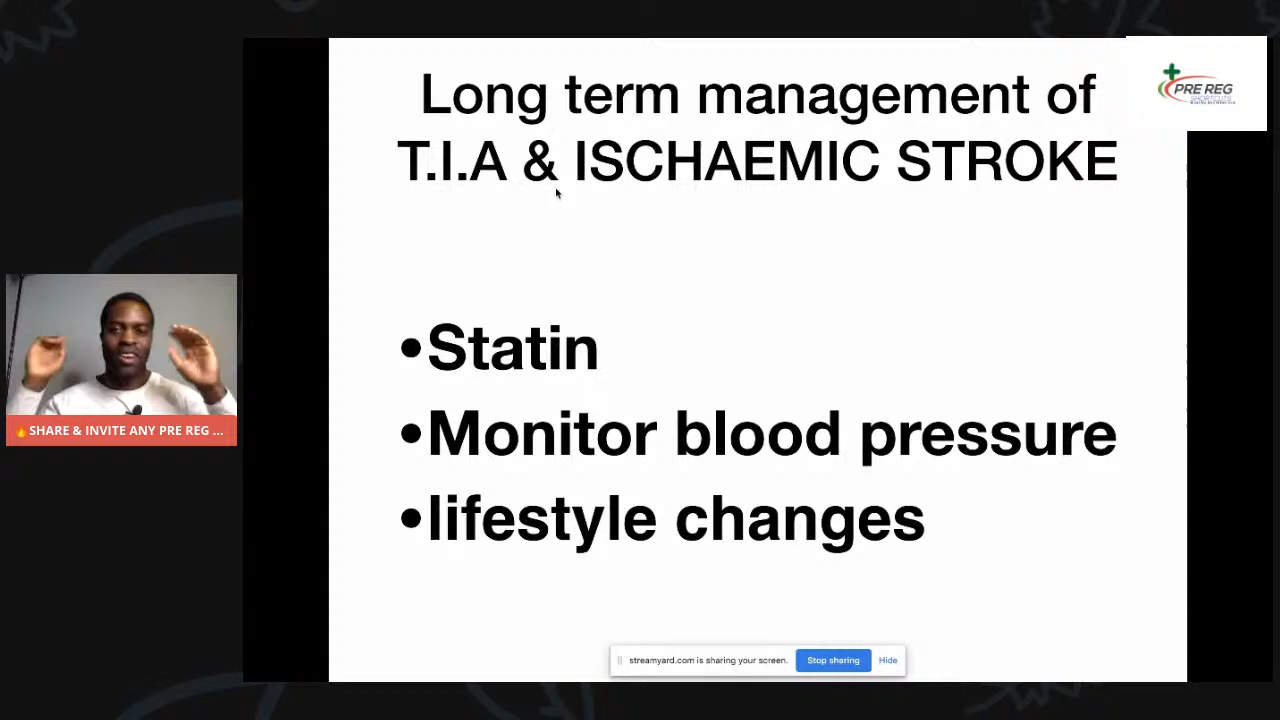 Long term management of
T.I.A & ISCHAEMIC STROKE
PRE REG
SHORTCUTS
•Statin
•Monitor blood pressure
•lifestyle changes
🔥SHARE & INVITE ANY PRE REG ...
streamyard.com is sharing your screen. Stop sharing Hide